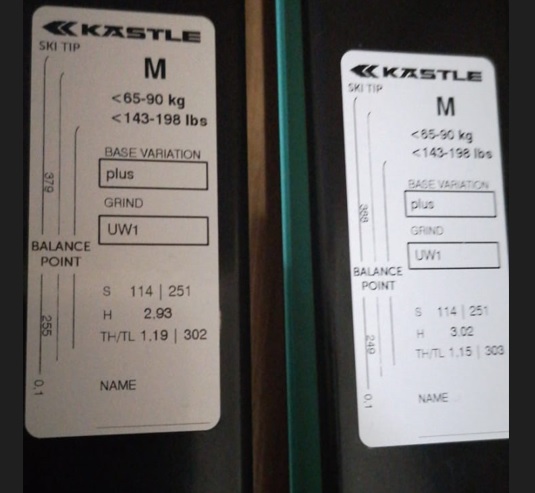 KÄSTLE
SKI TIP
M
<65-90 kg
<143-198 lbs
BASE VARIATION
plus
379
GRIND
UW1
BALANCE
POINT
S 114 | 251
H 2.93
255
TH/TL 1.19 | 302
0,1
NAME
KÄSTLE
SKI TIP
M
<65-90 kg
<143-198 lbs
BASE VARIATION
plus
388
GRIND
UW1
BALANCE
POINT
S 114 | 251
H 3.02
249
TH/TL 1.15 | 303
0,1
NAME